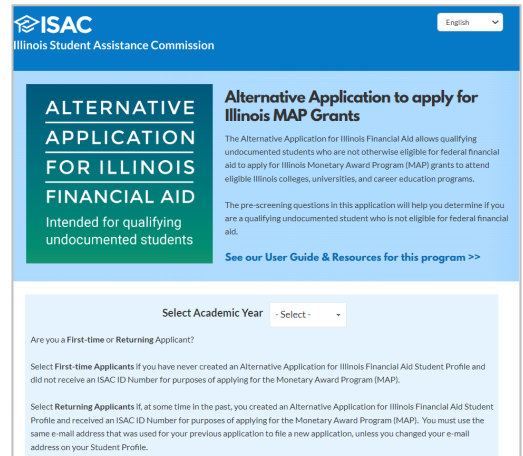 ISAC
Illinois Student Assistance Commission
English
ALTERNATIVE
APPLICATION
FOR ILLINOIS
FINANCIAL AID
Intended for qualifying
undocumented students
Alternative Application to apply for
Illinois MAP Grants
The Alternative Application for Illinois Financial Aid allows qualifying
undocumented students who are not otherwise eligible for federal financial
aid to apply for Illinois Monetary Award Program (MAP) grants to attend
eligible Illinois colleges, universities, and career education programs.
The pre-screening questions in this application will help you determine if you
are a qualifying undocumented student who is not eligible for federal financial
aid.
See our User Guide & Resources for this program >>
Select Academic Year - Select -
Are you a First-time or Returning Applicant?
Select First-time Applicants if you have never created an Alternative Application for Illinois Financial Aid Student Profile and
did not receive an ISAC ID Number for purposes of applying for the Monetary Award Program (MAP).
Select Returning Applicants if, at some time in the past, you created an Alternative Application for Illinois Financial Aid Student
Profile and received an ISAC ID Number for purposes of applying for the Monetary Award Program (MAP). You must use the
same e-mail address that was used for your previous application to file a new application, unless you changed your e-mail
address on your Student Profile.